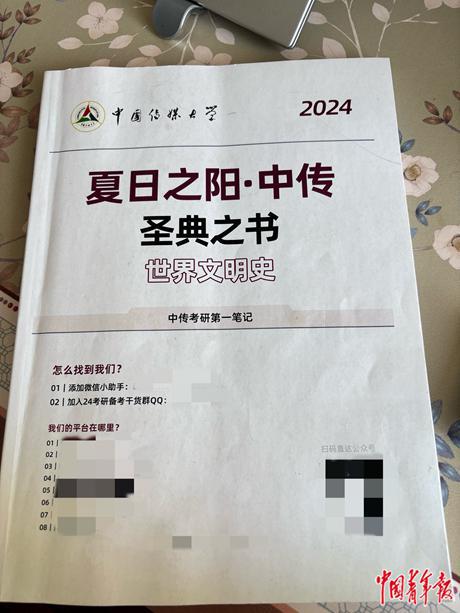 中国传媒大学
2024
夏日之阳·中传
圣典之书
世界文明史
中传考研第一笔记
怎么找到我们？
01 | 添加微信小助手：
02 | 加入24考研备考干货群QQ：
我们的平台在哪里？
01 |
02 |
03 |
04 |
05 |
06 |
07 |
08 |
扫码直达公众号
中国青年报